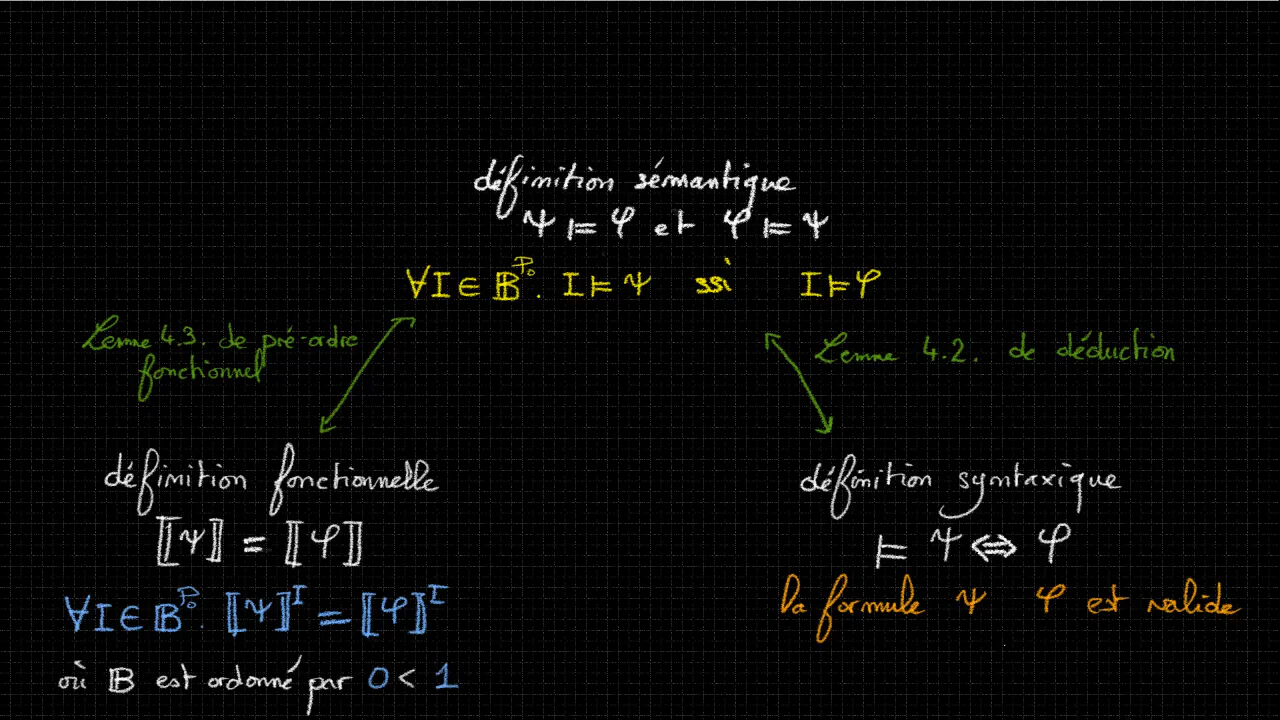 définition sémantique
Ψ ⊨ φ et φ ⊨ Ψ
∀I ∈ 𝔹^P₀. I ⊨ Ψ ssi I ⊨ φ
Lemme 4.3. de pré-ordre
fonctionnel
Lemme 4.2. de déduction
définition fonctionnelle
⟦Ψ⟧ = ⟦φ⟧
∀I ∈ 𝔹^P₀. ⟦Ψ⟧^I = ⟦φ⟧^I
où 𝔹 est ordonné par 0 < 1
définition syntaxique
⊨ Ψ ⇔ φ
la formule Ψ φ est valide